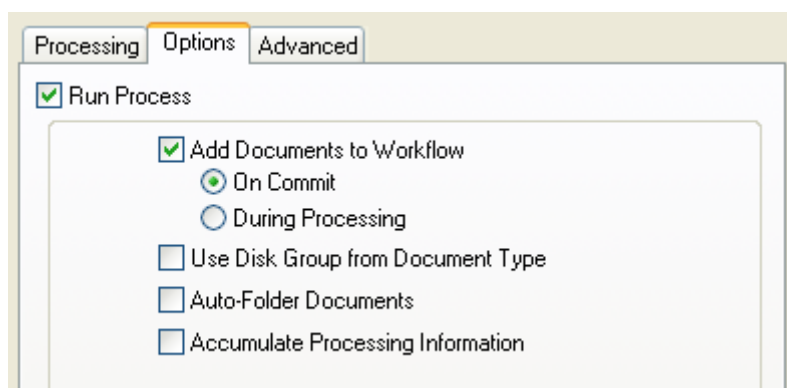 Processing Options Advanced
Run Process
Add Documents to Workflow
On Commit
During Processing
Use Disk Group from Document Type
Auto-Folder Documents
Accumulate Processing Information